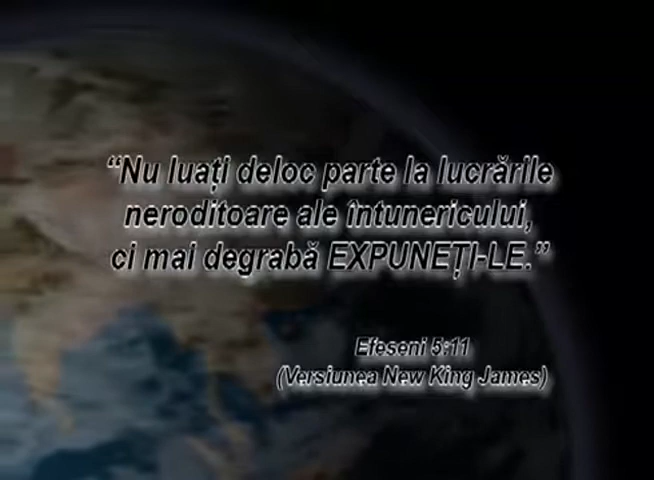 “Nu luați deloc parte la lucrările
neroditoare ale întunericului,
ci mai degrabă EXPUNEȚI-LE.”
Efeseni 5:11
(Versiunea New King James)